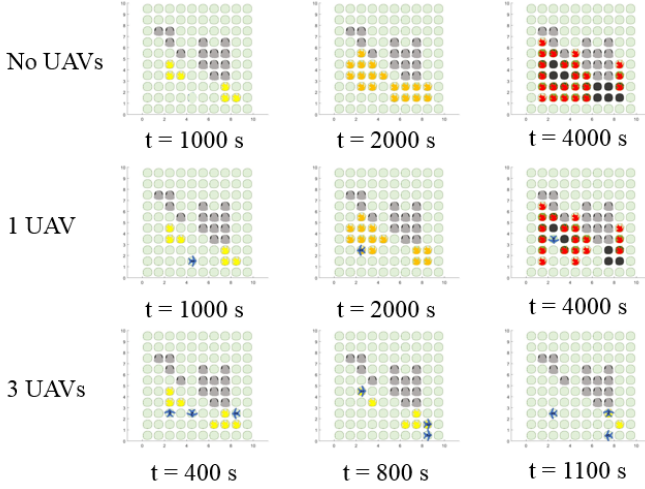 No UAVs
t = 1000 s
t = 2000 s
t = 4000 s
1 UAV
t = 1000 s
t = 2000 s
t = 4000 s
3 UAVs
t = 400 s
t = 800 s
t = 1100 s